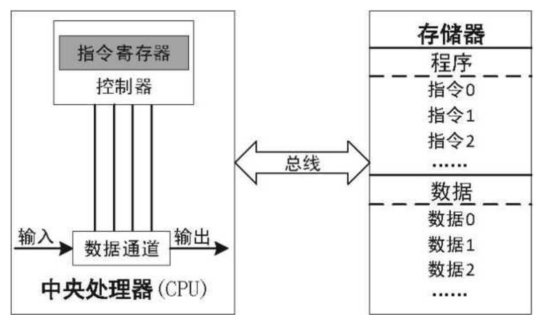 指令寄存器
控制器
输入
数据通道
输出
中央处理器(CPU)
总线
存储器
程序
指令0
指令1
指令2
……
数据
数据0
数据1
数据2
……